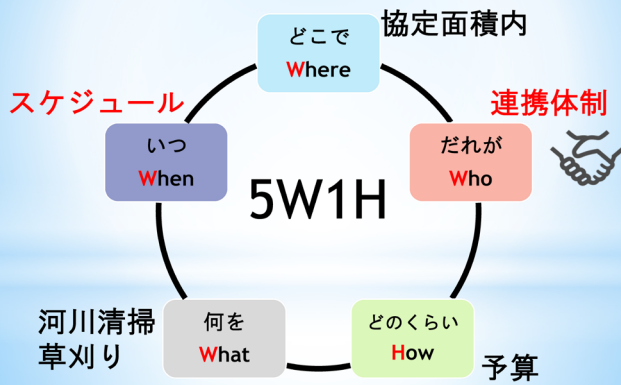 どこで
Where
協定面積内
スケジュール
いつ
When
連携体制
だれが
Who
5W1H
河川清掃
草刈り
何を
What
どのくらい
How
予算